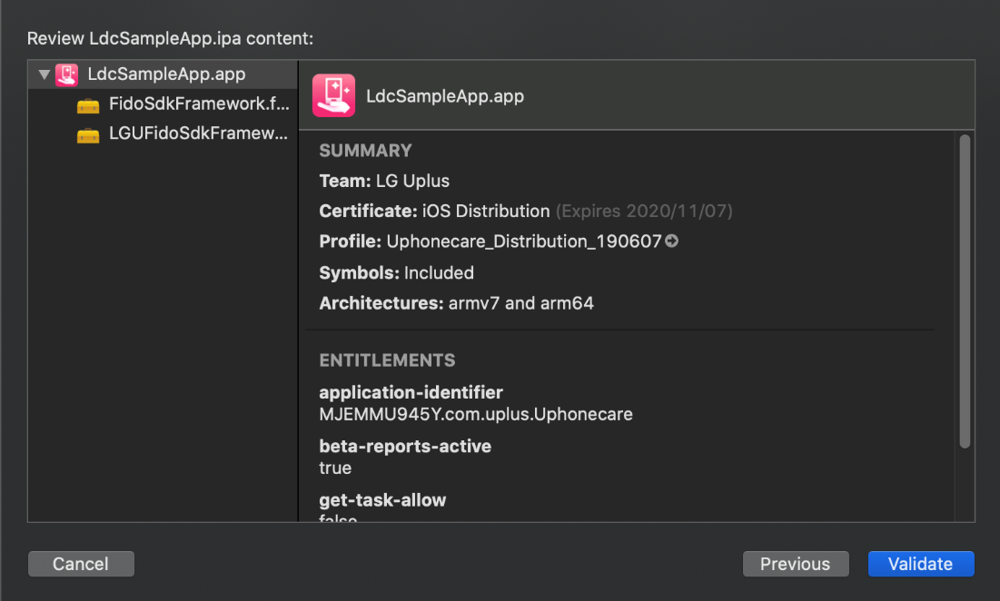 Review LdcSampleApp.ipa content:
LdcSampleApp.app
FidoSdkFramework.f...
LGUFidoSdkFramew...
LdcSampleApp.app
SUMMARY
Team: LG Uplus
Certificate: iOS Distribution (Expires 2020/11/07)
Profile: Uphonecare_Distribution_190607
Symbols: Included
Architectures: armv7 and arm64
ENTITLEMENTS
application-identifier
MJEMMU945Y.com.uplus.Uphonecare
beta-reports-active
true
get-task-allow
false
Cancel
Previous
Validate